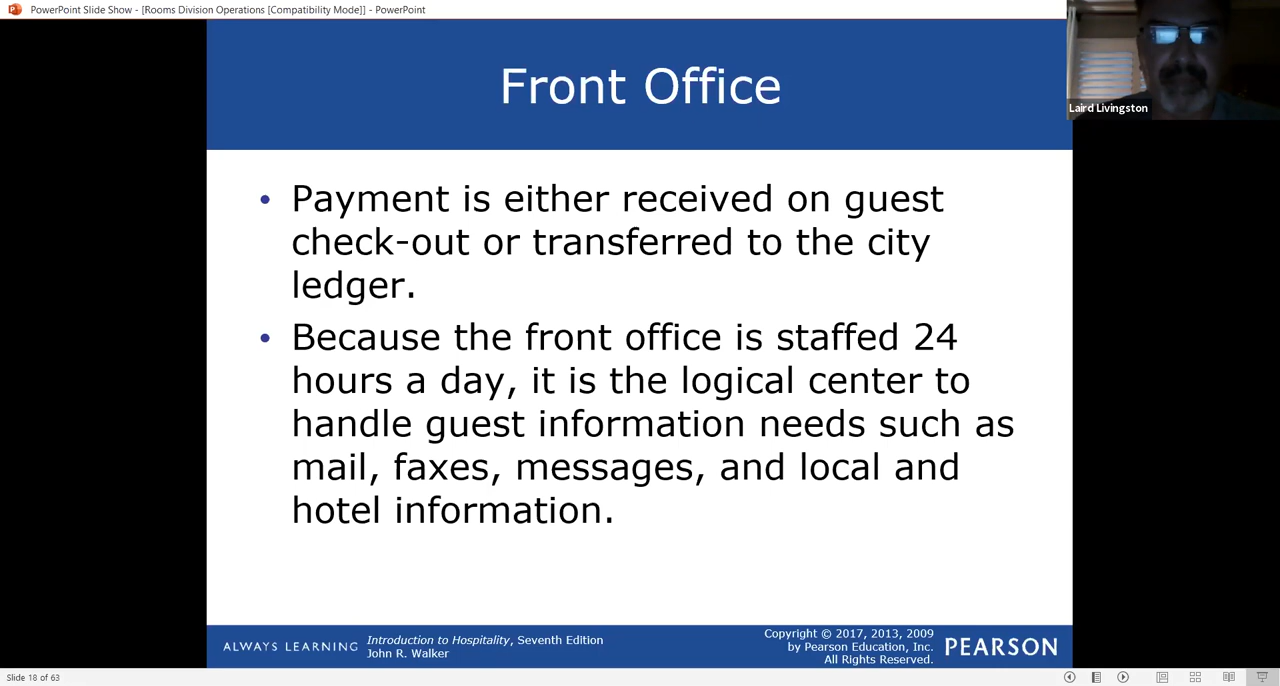 PowerPoint Slide Show - [Rooms Division Operations [Compatibility Mode]] - PowerPoint
Laird Livingston
Front Office
• Payment is either received on guest
check-out or transferred to the city
ledger.
• Because the front office is staffed 24
hours a day, it is the logical center to
handle guest information needs such as
mail, faxes, messages, and local and
hotel information.
ALWAYS LEARNING
Introduction to Hospitality, Seventh Edition
John R. Walker
Copyright © 2017, 2013, 2009
by Pearson Education, Inc.
All Rights Reserved.
PEARSON
Slide 18 of 63